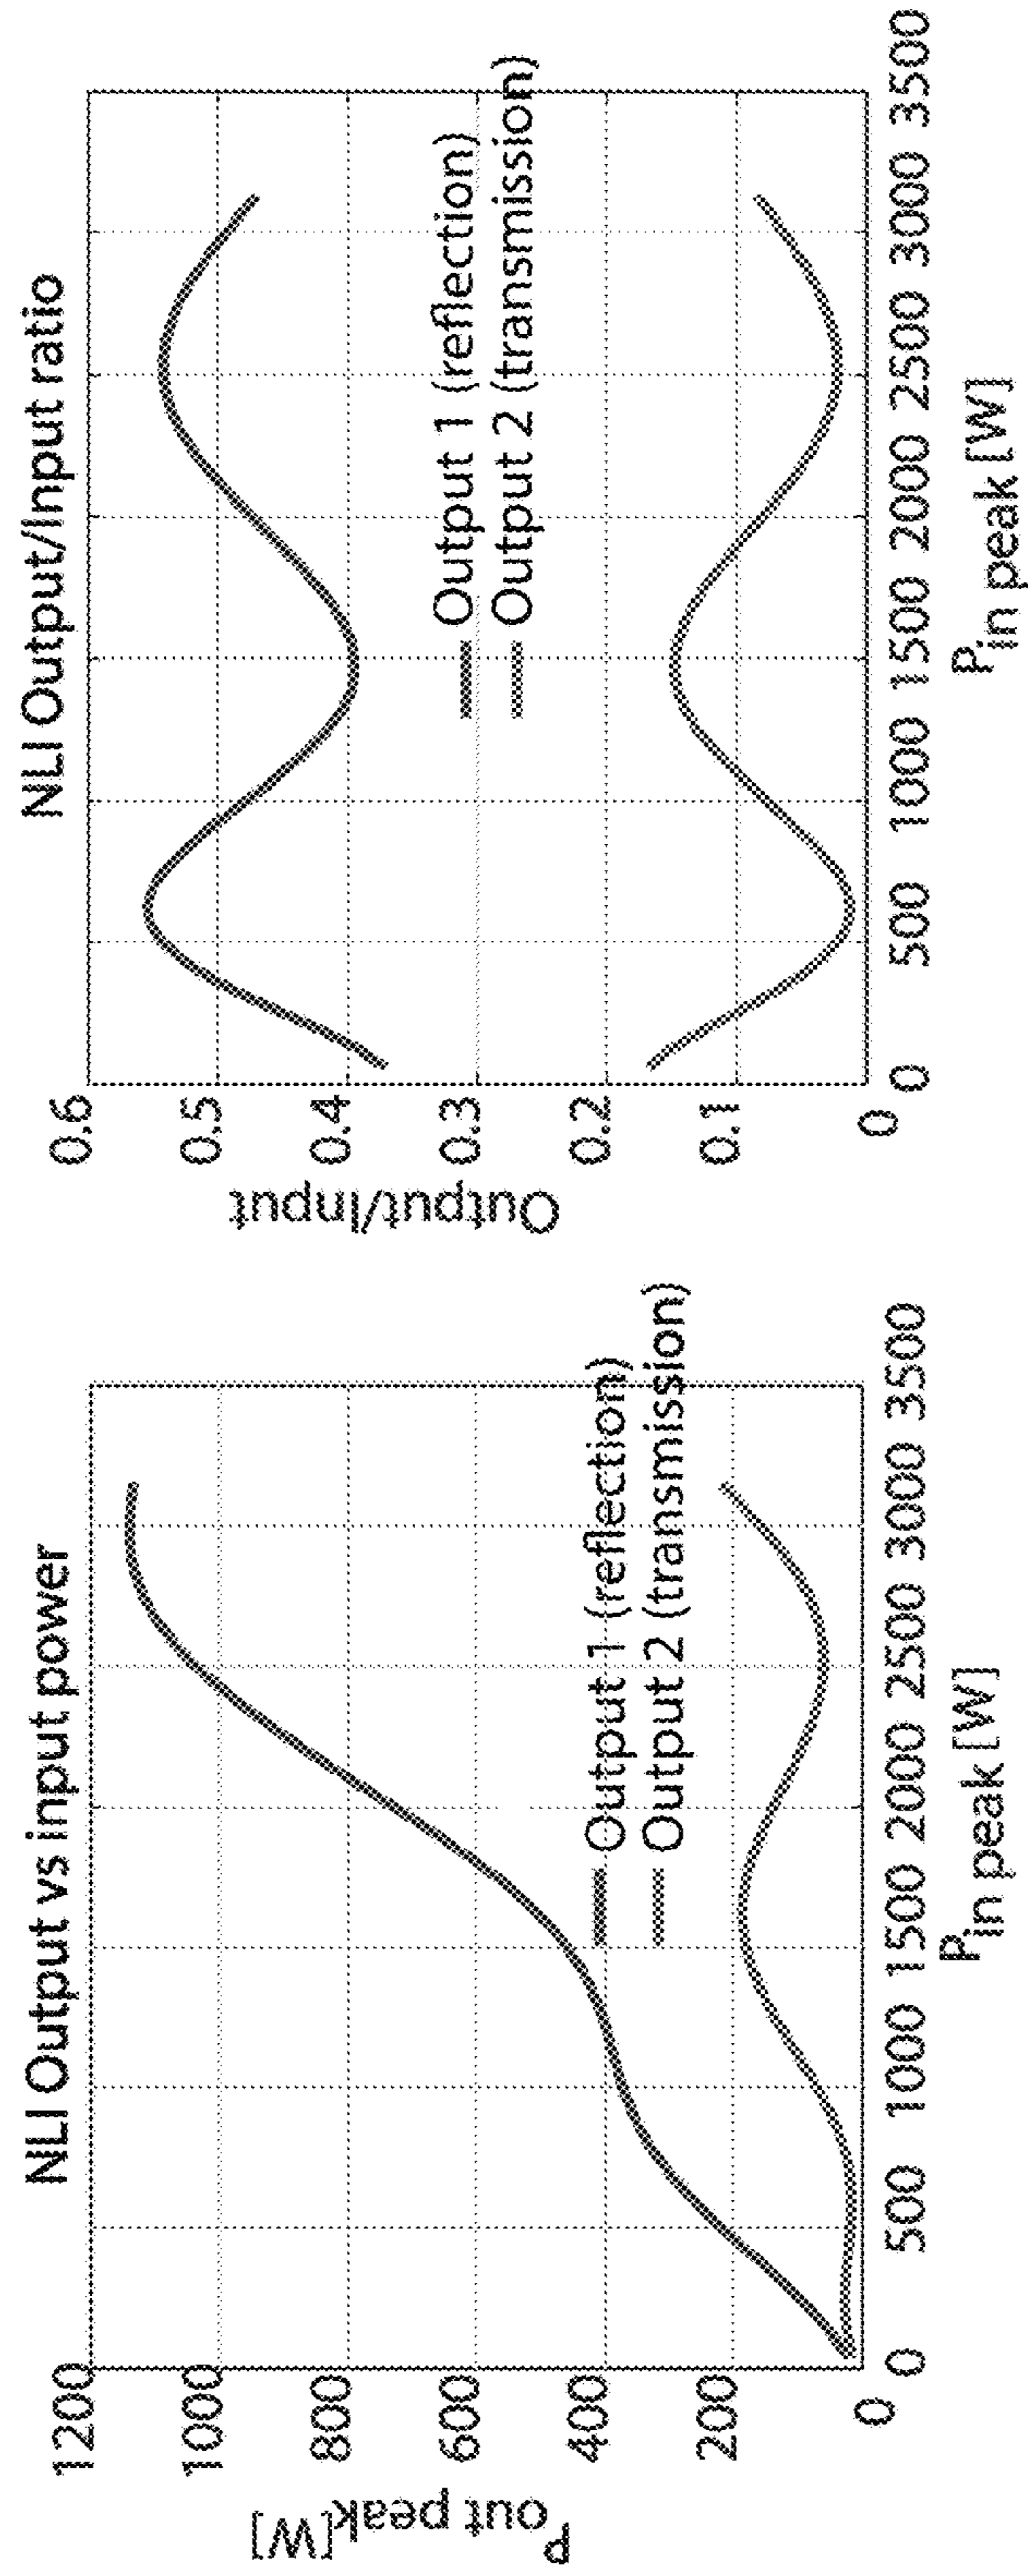 NLI Output vs input power
P out peak[W]
1200
1000
800
600
400
200
0
Output 1 (reflection)
Output 2 (transmission)
0 500 1000 1500 2000 2500 3000 3500
Pin peak [W]
NLI Output/Input ratio
Output/Input
0.6
0.5
0.4
0.3
0.2
0.1
0
Output 1 (reflection)
Output 2 (transmission)
0 500 1000 1500 2000 2500 3000 3500
Pin peak [W]